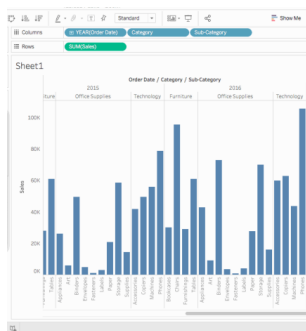 Standard
Show Me
Columns
YEAR(Order Date)
Category
Sub-Category
Rows
SUM(Sales)
Sheet1
Order Date / Category / Sub-Category
2015
2016
ture
Office Supplies
Technology
Furniture
Office Supplies
Technology
Sales
100K
80K
60K
40K
20K
0K
Furnishings
Tables
Appliances
Art
Binders
Envelopes
Fasteners
Labels
Paper
Storage
Supplies
Accessories
Copiers
Machines
Phones
Bookcases
Chairs
Furnishings
Tables
Appliances
Art
Binders
Envelopes
Fasteners
Labels
Paper
Storage
Supplies
Accessories
Copiers
Machines
Phones